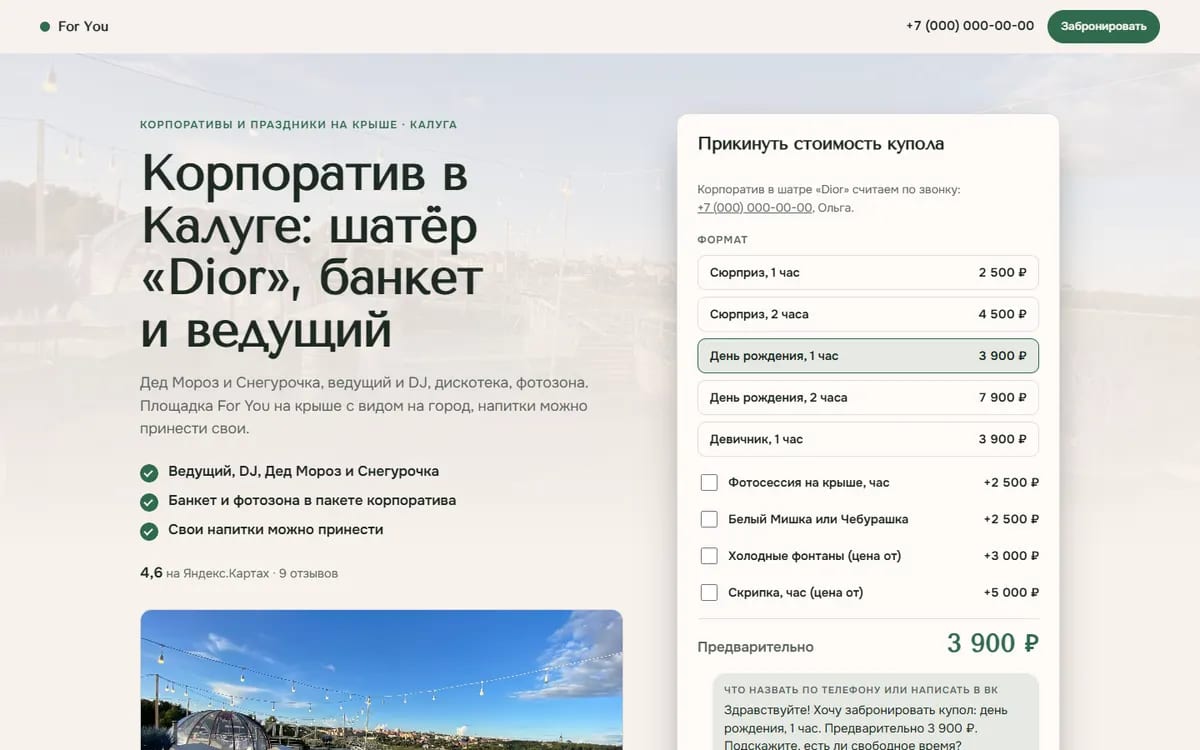 For You
+7 (000) 000-00-00
Забронировать
КОРПОРАТИВЫ И ПРАЗДНИКИ НА КРЫШЕ · КАЛУГА
Корпоратив в
Калуге: шатёр
«Dior», банкет
и ведущий
Дед Мороз и Снегурочка, ведущий и DJ, дискотека, фотозона.
Площадка For You на крыше с видом на город, напитки можно
принести свои.
Ведущий, DJ, Дед Мороз и Снегурочка
Банкет и фотозона в пакете корпоратива
Свои напитки можно принести
4,6 на Яндекс.Картах · 9 отзывов
Прикинуть стоимость купола
Корпоратив в шатре «Dior» считаем по звонку:
+7 (000) 000-00-00, Ольга.
ФОРМАТ
Сюрприз, 1 час 2 500 ₽
Сюрприз, 2 часа 4 500 ₽
День рождения, 1 час 3 900 ₽
День рождения, 2 часа 7 900 ₽
Девичник, 1 час 3 900 ₽
Фотосессия на крыше, час +2 500 ₽
Белый Мишка или Чебурашка +2 500 ₽
Холодные фонтаны (цена от) +3 000 ₽
Скрипка, час (цена от) +5 000 ₽
Предварительно 3 900 ₽
ЧТО НАЗВАТЬ ПО ТЕЛЕФОНУ ИЛИ НАПИСАТЬ В ВК
Здравствуйте! Хочу забронировать купол: день
рождения, 1 час. Предварительно 3 900 ₽.
Подскажите, есть ли свободное время?